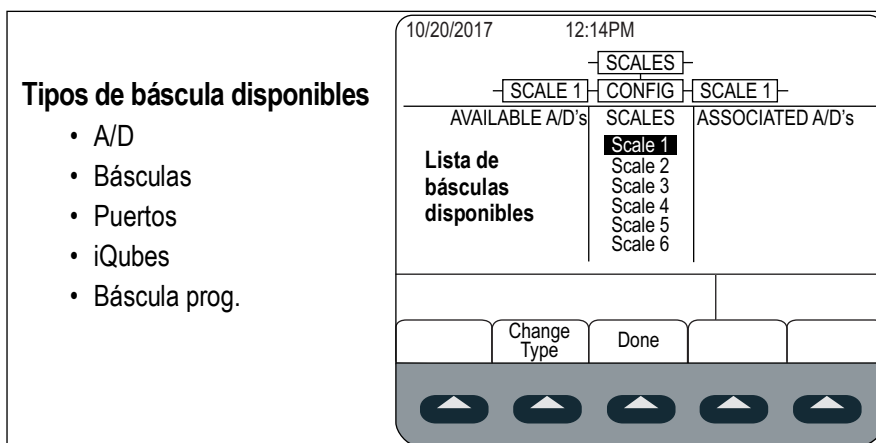 Tipos de báscula disponibles
• A/D
• Básculas
• Puertos
• iQubes
• Báscula prog.
10/20/2017 12:14PM
SCALES
SCALE 1 CONFIG SCALE 1
AVAILABLE A/D's SCALES ASSOCIATED A/D's
Lista de
básculas
disponibles
Scale 1
Scale 2
Scale 3
Scale 4
Scale 5
Scale 6
Change
Type
Done